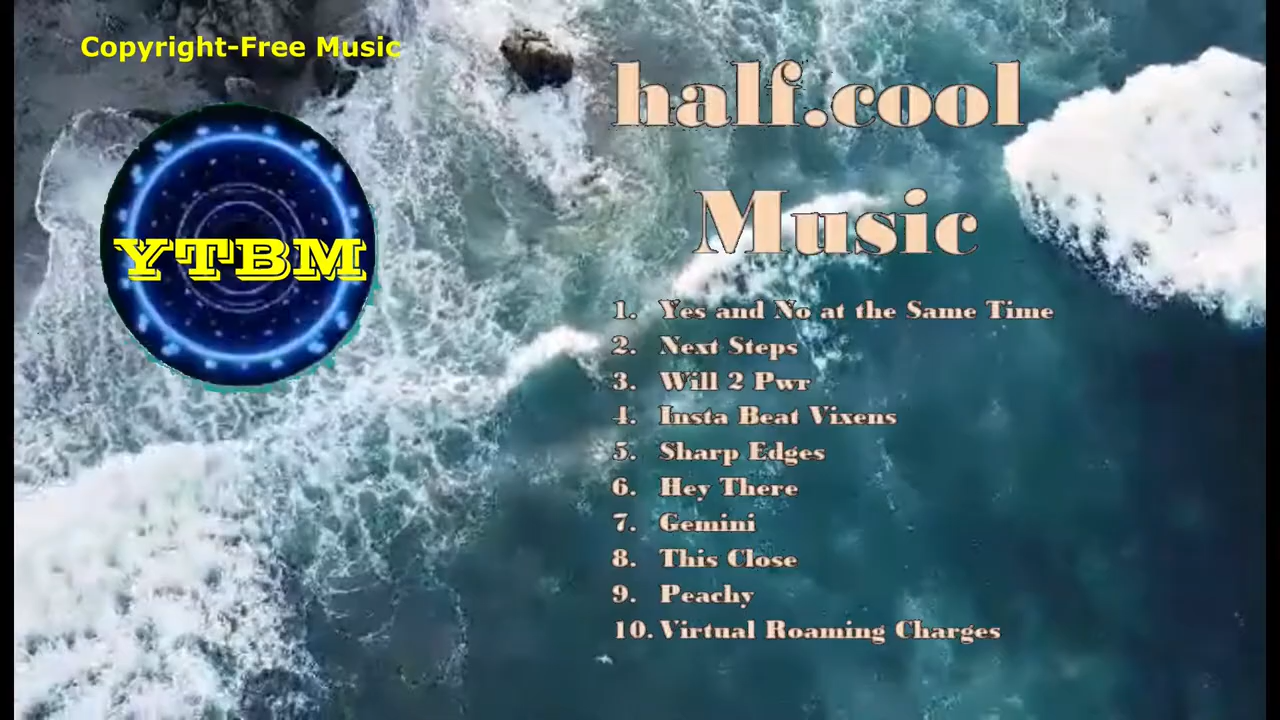 Copyright-Free Music
YTBM
half.cool
Music
1. Yes and No at the Same Time
2. Next Steps
3. Will 2 Pwr
4. Insta Beat Vixens
5. Sharp Edges
6. Hey There
7. Gemini
8. This Close
9. Peachy
10. Virtual Roaming Charges